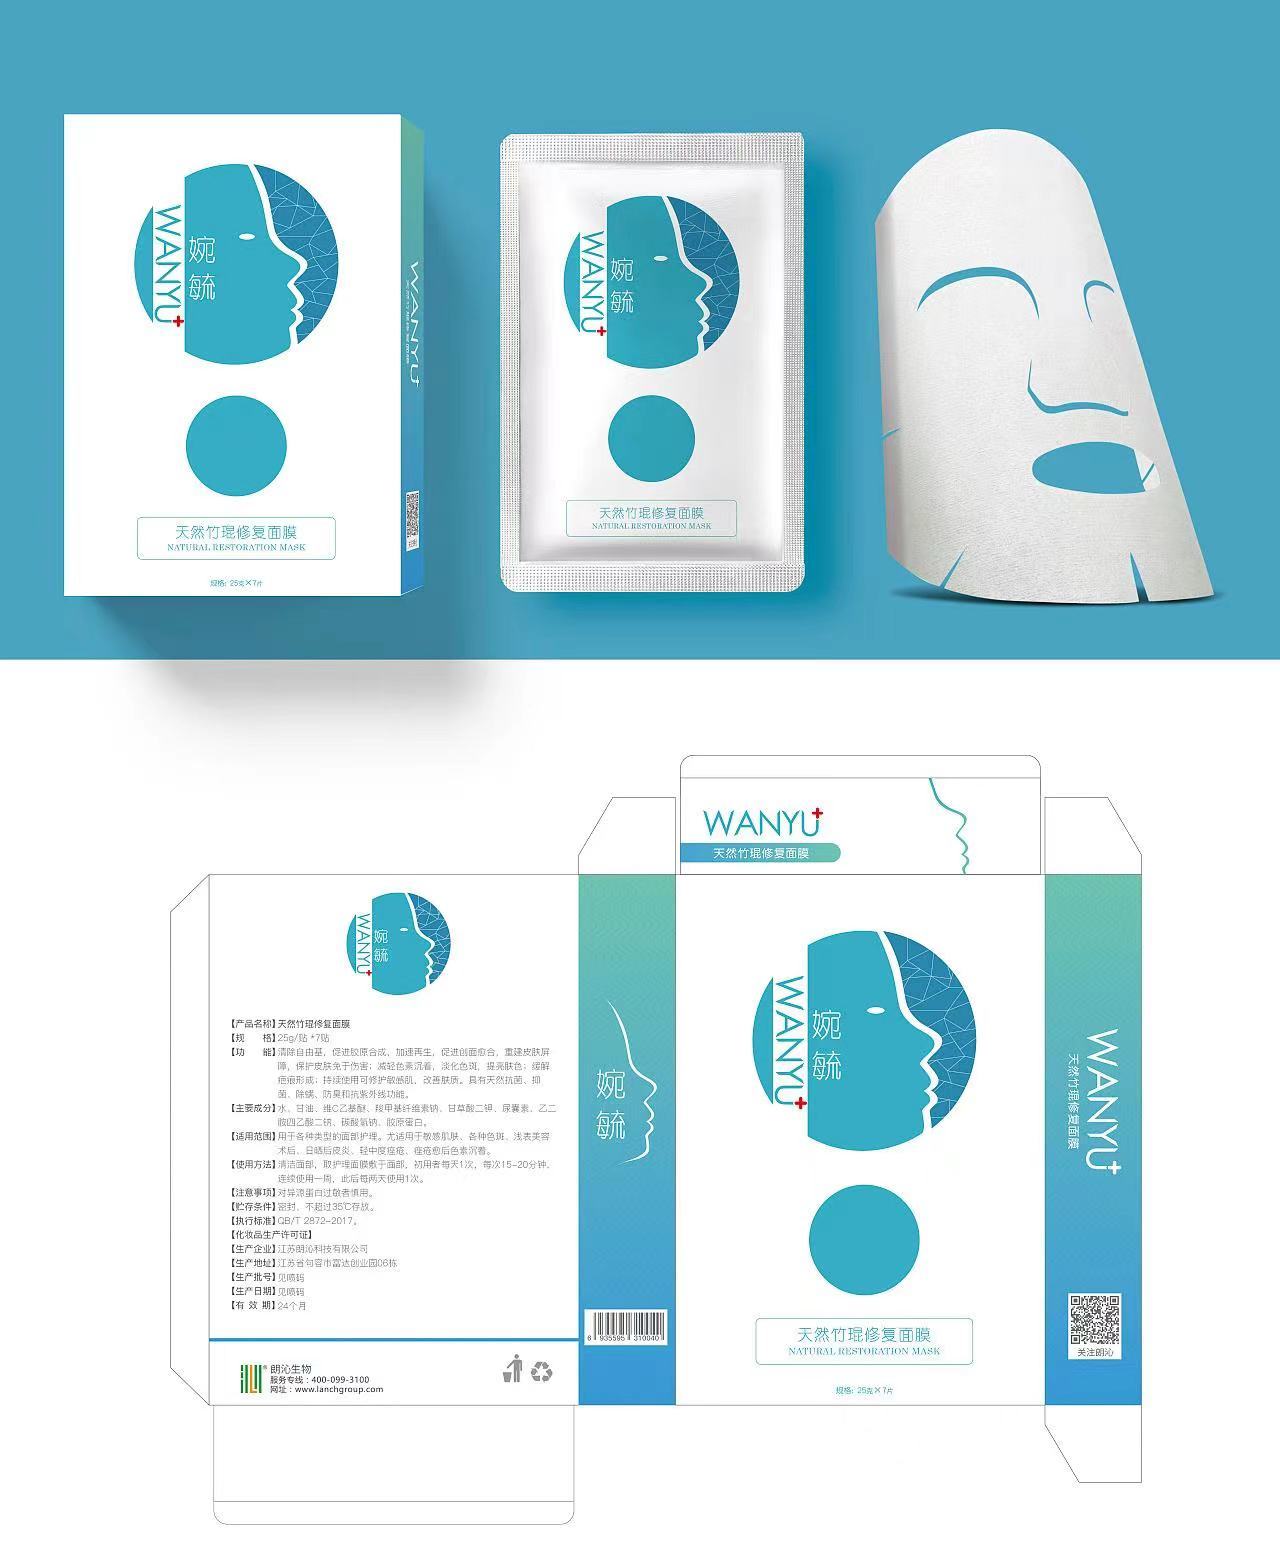 WANYU
婉毓
WANYU
天然竹琨修复面膜
NATURAL RESTORATION MASK
规格：25克×7片
WANYU
婉毓
天然竹琨修复面膜
NATURAL RESTORATION MASK
WANYU
天然竹琨修复面膜
WANYU
婉毓
【产品名称】天然竹琨修复面膜
【规 格】25g/贴 *7贴
【功 能】清除自由基，促进胶原合成、加速再生，促进创面愈合，重建皮肤屏
障，保护皮肤免于伤害；减轻色素沉着，淡化色斑，提亮肤色；缓解
疤痕形成；持续使用可修护敏感肌、改善肤质。具有天然抗菌、抑
菌、除螨、防臭和抗紫外线功能。
【主要成分】水、甘油、维C乙基醚、羧甲基纤维素钠、甘草酸二钾、尿囊素、乙二
胺四乙酸二钠、碳酸氢钠、胶原蛋白。
【适用范围】用于各种类型的面部护理。尤适用于敏感肌肤、各种色斑、浅表美容
术后、日晒后皮炎、轻中度痤疮、痤疮愈后色素沉着。
【使用方法】清洁面部，取护理面膜敷于面部，初用者每天1次，每次15-20分钟，
连续使用一周，此后每两天使用1次。
【注意事项】对异源蛋白过敏者慎用。
【贮存条件】密封、不超过35℃存放。
【执行标准】QB/T 2872-2017。
【化妆品生产许可证】
【生产企业】江苏朗沁科技有限公司
【生产地址】江苏省句容市富达创业园06栋
【生产批号】见喷码
【生产日期】见喷码
【有 效 期】24个月
朗沁生物
服务专线：400-099-3100
网址：www.lanchgroup.com
婉毓
6 935595 310040
WANYU
婉毓
天然竹琨修复面膜
NATURAL RESTORATION MASK
规格：25克×7片
WANYU
天然竹琨修复面膜
关注朗沁